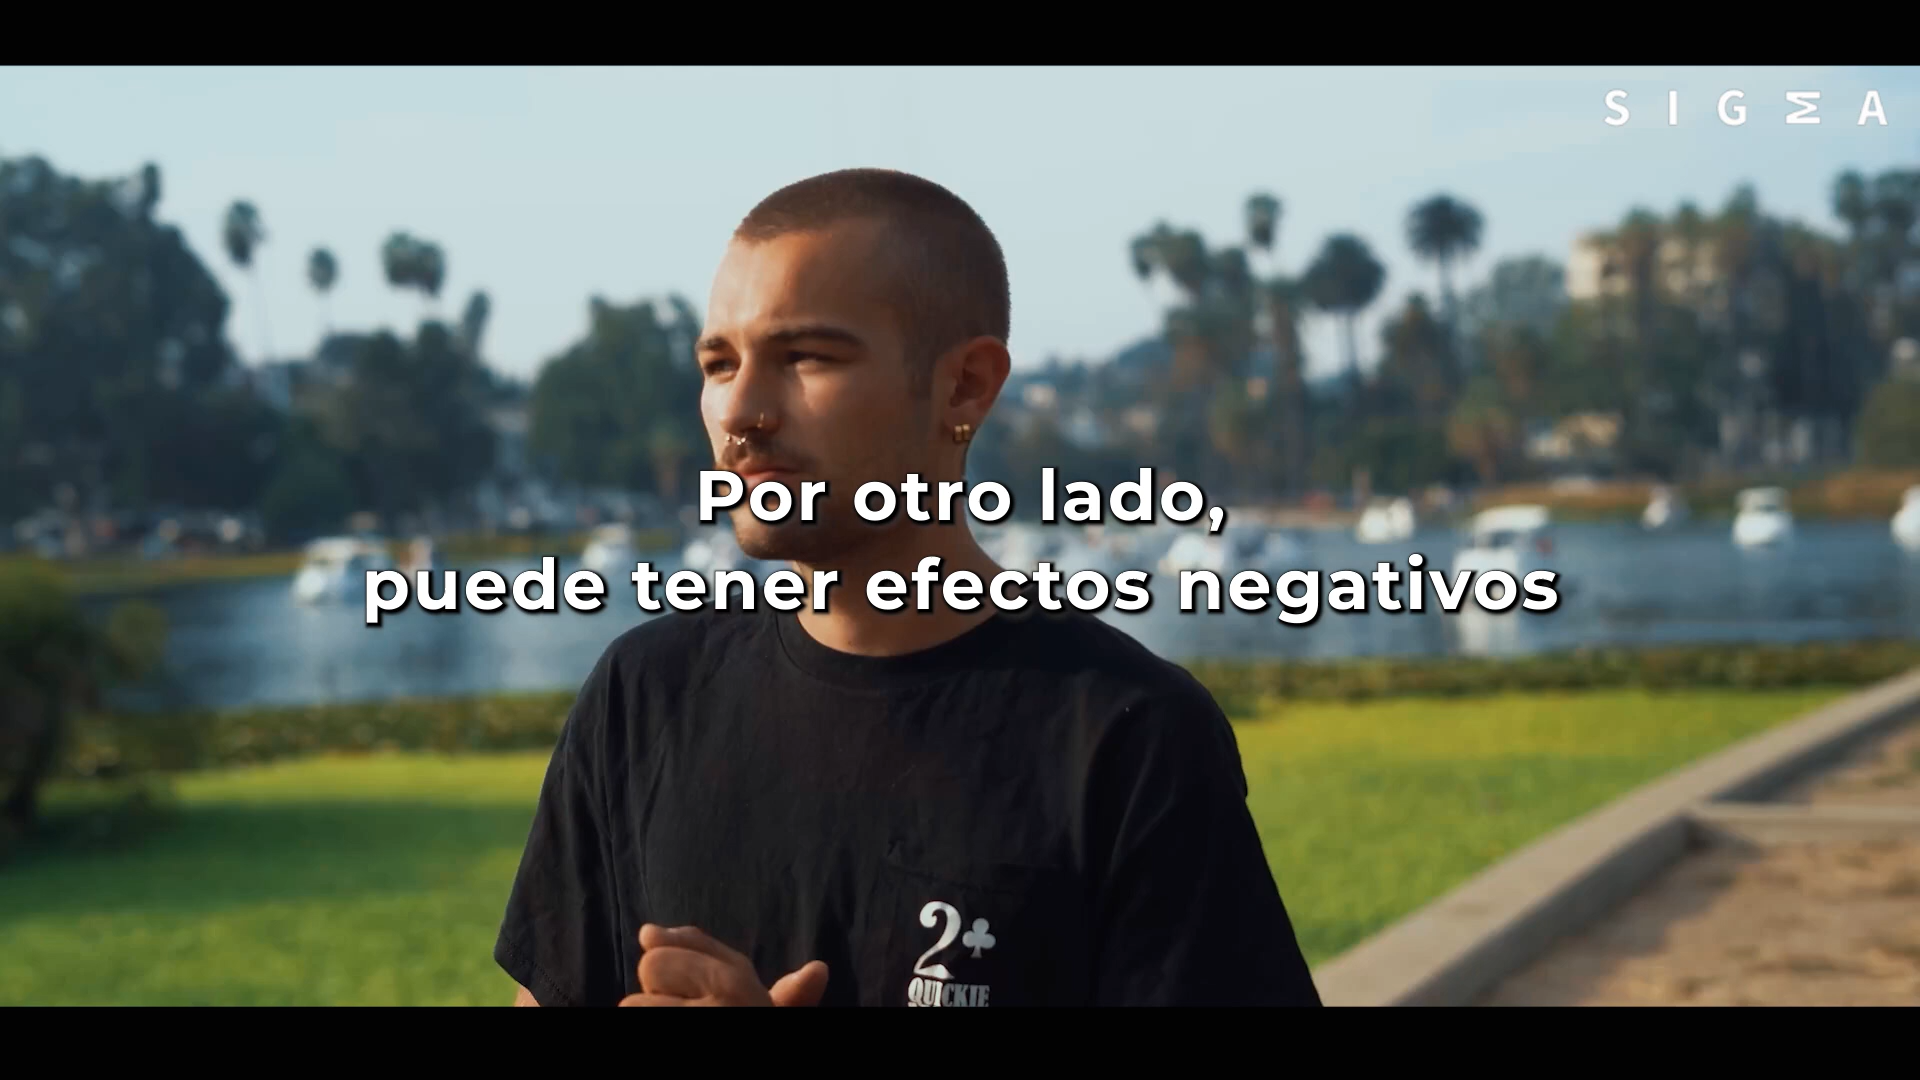 SIGMA
Por otro lado,
puede tener efectos negativos
2♣
QUICKIE